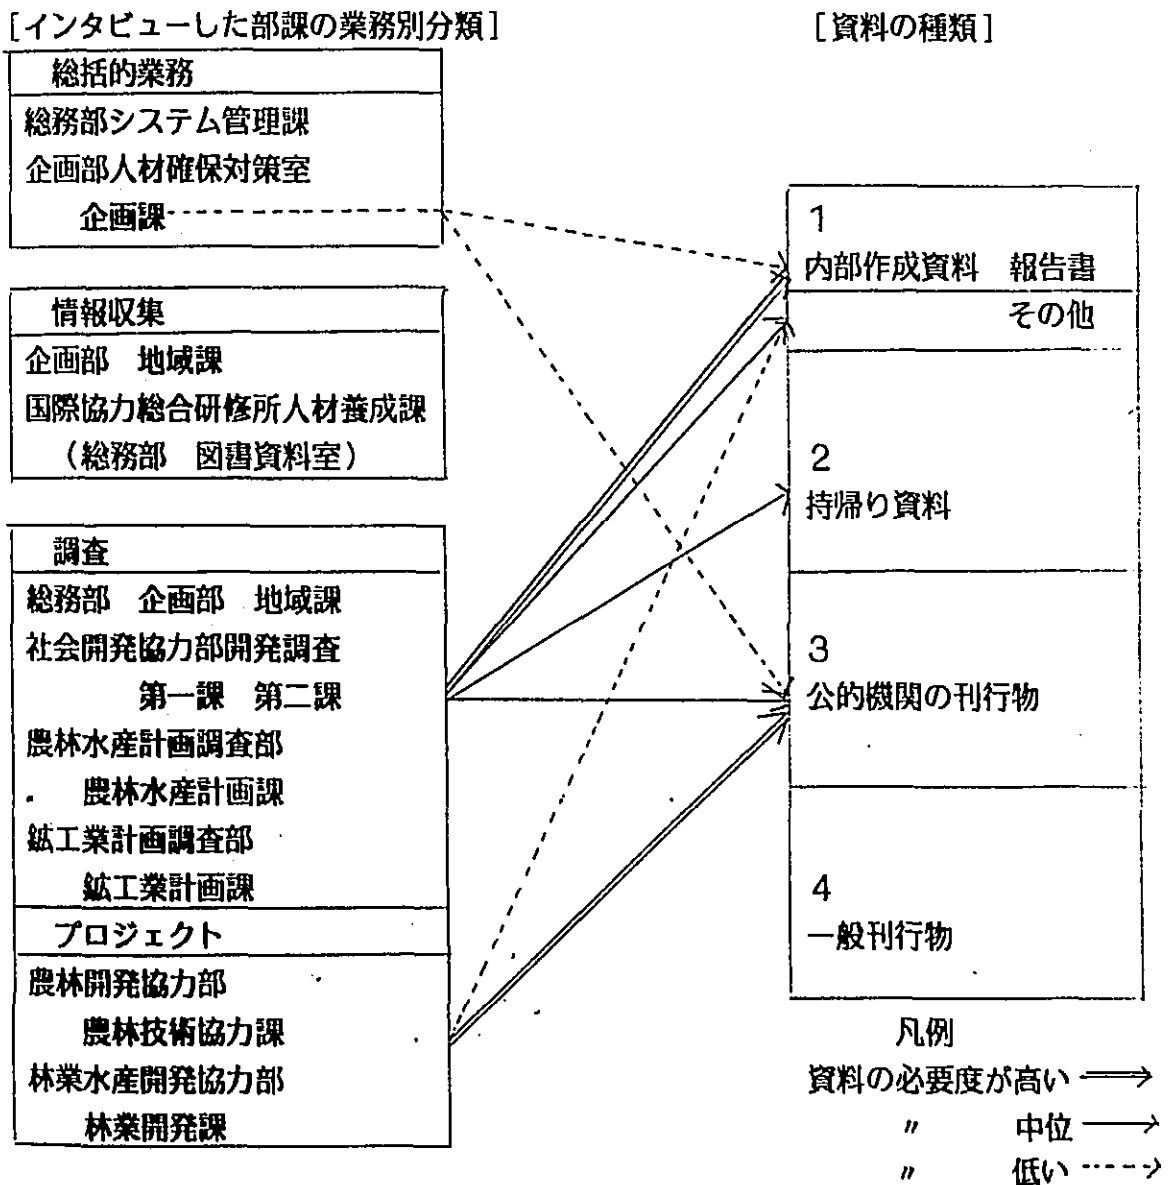 [インタビューした部課の業務別分類]
総括的業務
総務部システム管理課
企画部人材確保対策室
企画課
情報収集
企画部 地域課
国際協力総合研修所人材養成課
(総務部 図書資料室)
調査
総務部 企画部 地域課
社会開発協力部開発調査
第一課 第二課
農林水産計画調査部
農林水産計画課
鉱工業計画調査部
鉱工業計画課
プロジェクト
農林開発協力部
農林技術協力課
林業水産開発協力部
林業開発課
[資料の種類]
1
内部作成資料 報告書
その他
2
持帰り資料
3
公的機関の刊行物
4
一般刊行物
凡例
資料の必要度が高い
〃 中位
〃 低い